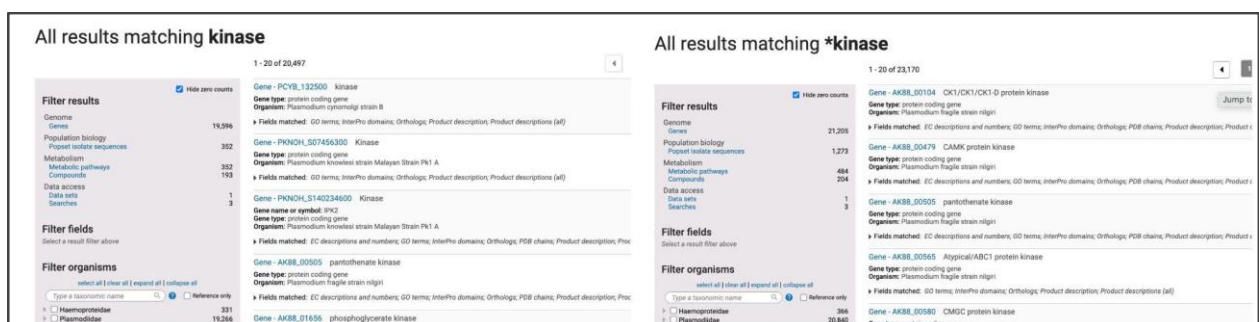 All results matching kinase
1 - 20 of 20,497
Hide zero counts
Filter results
Genome
Genes 19,596
Population biology
Popset isolate sequences 352
Metabolism
Metabolic pathways 352
Compounds 193
Data access
Data sets 1
Searches 3
Filter fields
Select a result filter above
Filter organisms
select all | clear all | expand all | collapse all
Type a taxonomic name
Reference only
Haemoproteidae 331
Plasmodiidae 19,266
Gene - PCYB_132500 kinase
Gene type: protein coding gene
Organism: Plasmodium cynomolgi strain B
Fields matched: GO terms; InterPro domains; Orthologs; Product description; Product descriptions (all)
Gene - PKNOH_S07456300 Kinase
Gene type: protein coding gene
Organism: Plasmodium knowlesi strain Malayan Strain Pk1 A
Fields matched: GO terms; InterPro domains; Orthologs; Product description; Product descriptions (all)
Gene - PKNOH_S140234600 Kinase
Gene name or symbol: IPK2
Gene type: protein coding gene
Organism: Plasmodium knowlesi strain Malayan Strain Pk1 A
Fields matched: EC descriptions and numbers; GO terms; InterPro domains; Orthologs; PDB chains; Product description; Proc
Gene - AK88_00505 pantothenate kinase
Gene type: protein coding gene
Organism: Plasmodium fragile strain nilgiri
Fields matched: EC descriptions and numbers; GO terms; InterPro domains; Orthologs; PDB chains; Product description; Proc
Gene - AK88_01656 phosphoglycerate kinase
All results matching *kinase
1 - 20 of 23,170
1
Jump to
Hide zero counts
Filter results
Genome
Genes 21,205
Population biology
Popset isolate sequences 1,273
Metabolism
Metabolic pathways 484
Compounds 204
Data access
Data sets 1
Searches 3
Filter fields
Select a result filter above
Filter organisms
select all | clear all | expand all | collapse all
Type a taxonomic name
Reference only
Haemoproteidae 366
Plasmodiidae 20,840
Gene - AK88_00104 CK1/CK1/CK1-D protein kinase
Gene type: protein coding gene
Organism: Plasmodium fragile strain nilgiri
Fields matched: EC descriptions and numbers; GO terms; InterPro domains; Orthologs; PDB chains; Product description; Product c
Gene - AK88_00479 CAMK protein kinase
Gene type: protein coding gene
Organism: Plasmodium fragile strain nilgiri
Fields matched: EC descriptions and numbers; GO terms; InterPro domains; Orthologs; PDB chains; Product description; Product c
Gene - AK88_00505 pantothenate kinase
Gene type: protein coding gene
Organism: Plasmodium fragile strain nilgiri
Fields matched: EC descriptions and numbers; GO terms; InterPro domains; Orthologs; PDB chains; Product description; Product c
Gene - AK88_00565 Atypical/ABC1 protein kinase
Gene type: protein coding gene
Organism: Plasmodium fragile strain nilgiri
Fields matched: GO terms; InterPro domains; Orthologs; Product description; Product descriptions (all)
Gene - AK88_00580 CMGC protein kinase